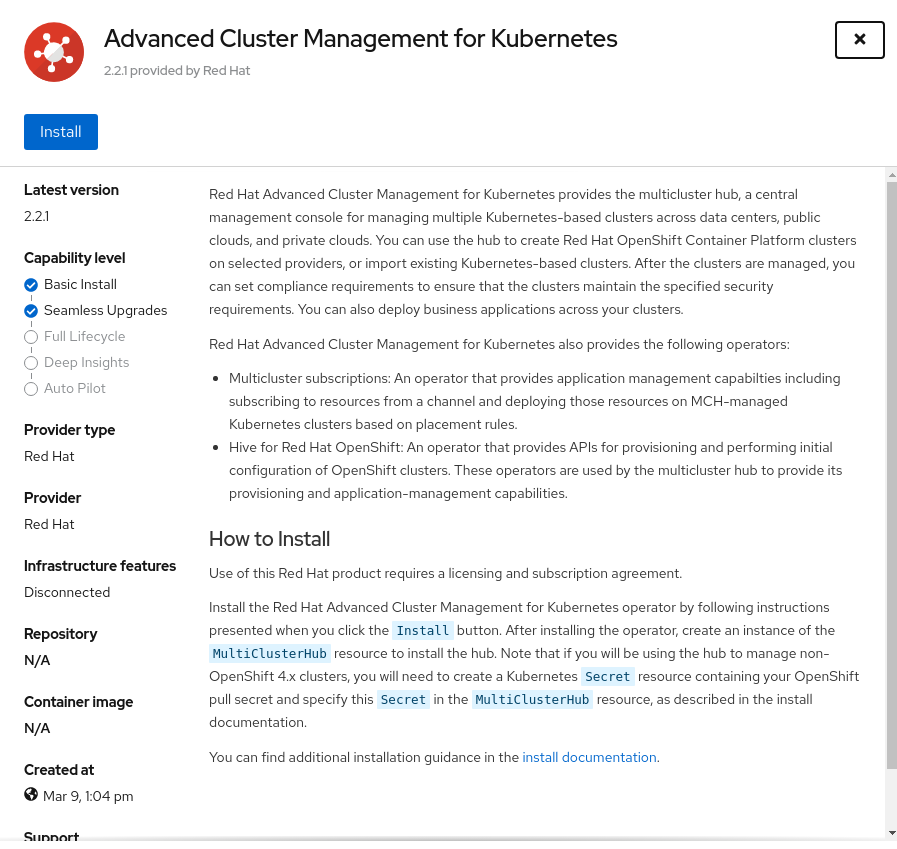 Advanced Cluster Management for Kubernetes
2.2.1 provided by Red Hat
Install
Latest version
2.2.1
Capability level
Basic Install
Seamless Upgrades
Full Lifecycle
Deep Insights
Auto Pilot
Provider type
Red Hat
Provider
Red Hat
Infrastructure features
Disconnected
Repository
N/A
Container image
N/A
Created at
Mar 9, 1:04 pm
Support
Red Hat Advanced Cluster Management for Kubernetes provides the multicluster hub, a central
management console for managing multiple Kubernetes-based clusters across data centers, public
clouds, and private clouds. You can use the hub to create Red Hat OpenShift Container Platform clusters
on selected providers, or import existing Kubernetes-based clusters. After the clusters are managed, you
can set compliance requirements to ensure that the clusters maintain the specified security
requirements. You can also deploy business applications across your clusters.
Red Hat Advanced Cluster Management for Kubernetes also provides the following operators:
• Multicluster subscriptions: An operator that provides application management capabilties including
subscribing to resources from a channel and deploying those resources on MCH-managed
Kubernetes clusters based on placement rules.
• Hive for Red Hat OpenShift: An operator that provides APIs for provisioning and performing initial
configuration of OpenShift clusters. These operators are used by the multicluster hub to provide its
provisioning and application-management capabilities.
How to Install
Use of this Red Hat product requires a licensing and subscription agreement.
Install the Red Hat Advanced Cluster Management for Kubernetes operator by following instructions
presented when you click the Install button. After installing the operator, create an instance of the
MultiClusterHub resource to install the hub. Note that if you will be using the hub to manage non-
OpenShift 4.x clusters, you will need to create a Kubernetes Secret resource containing your OpenShift
pull secret and specify this Secret in the MultiClusterHub resource, as described in the install
documentation.
You can find additional installation guidance in the install documentation.